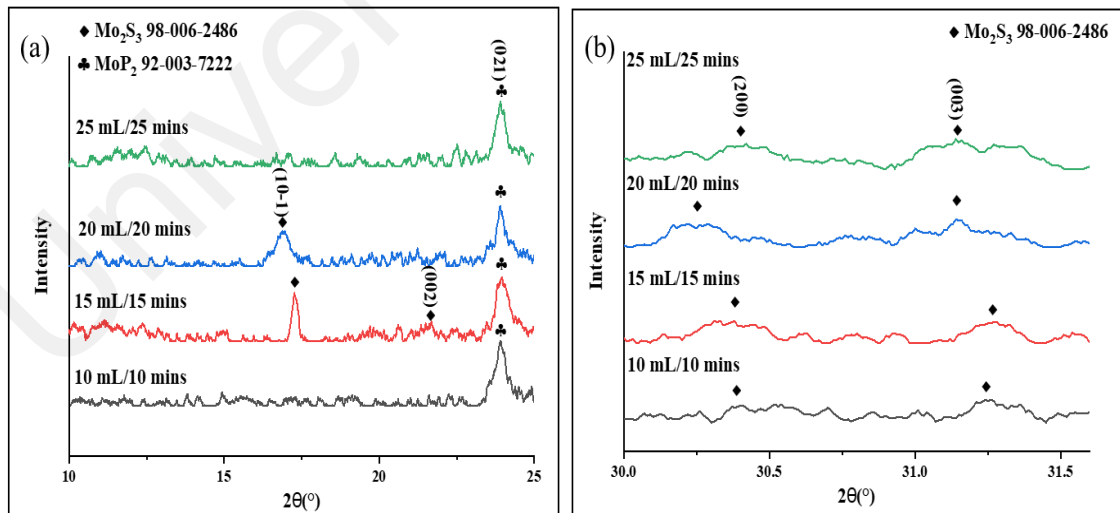 (a)
♦ Mo₂S₃ 98-006-2486
♣ MoP₂ 92-003-7222
(021)
♣
25 mL/25 mins
(10-1)
♦
♣
20 mL/20 mins
♦
(002)
♦
♣
15 mL/15 mins
♣
10 mL/10 mins
Intensity
10 15 20 25
2θ(°)
(b)
♦ Mo₂S₃ 98-006-2486
25 mL/25 mins
(200)
♦
(003)
♦
20 mL/20 mins
♦ ♦
15 mL/15 mins
♦ ♦
10 mL/10 mins
♦ ♦
Intensity
30.0 30.5 31.0 31.5
2θ(°)
Univer